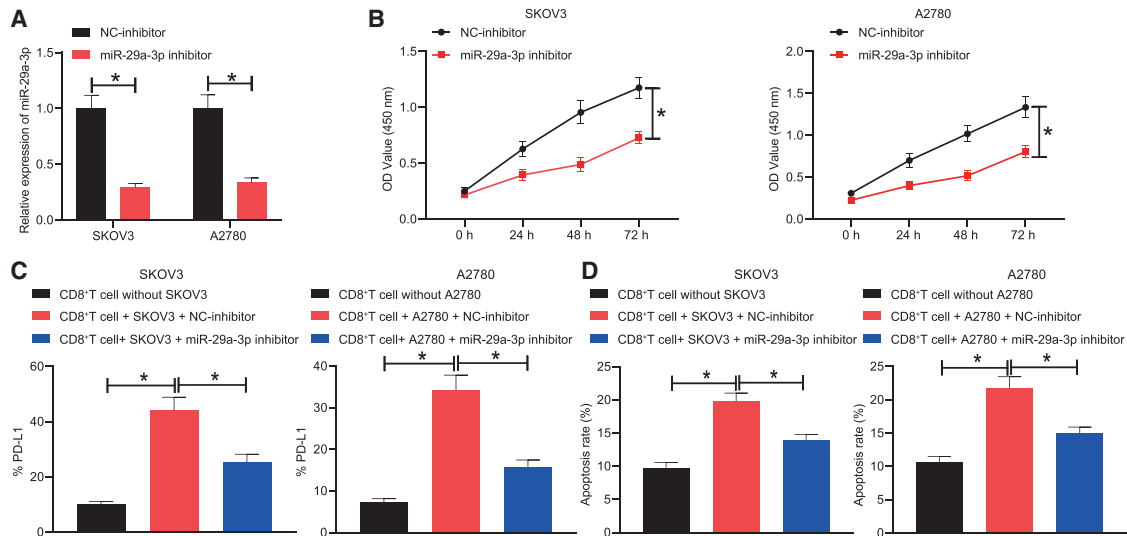 A
NC-inhibitor
miR-29a-3p inhibitor
Relative expression of miR-29a-3p
1.5
1.0
0.5
0.0
*
*
SKOV3
A2780
B
SKOV3
NC-inhibitor
miR-29a-3p inhibitor
OD Value (450 nm)
1.5
1.0
0.5
0.0
*
0 h
24 h
48 h
72 h
A2780
NC-inhibitor
miR-29a-3p inhibitor
OD Value (450 nm)
2.0
1.5
1.0
0.5
0.0
*
0 h
24 h
48 h
72 h
C
SKOV3
CD8+T cell without SKOV3
CD8+T cell + SKOV3 + NC-inhibitor
CD8+T cell+ SKOV3 + miR-29a-3p inhibitor
% PD-L1
60
40
20
0
*
*
A2780
CD8+T cell without A2780
CD8+T cell + A2780 + NC-inhibitor
CD8+T cell+ A2780 + miR-29a-3p inhibitor
% PD-L1
40
30
20
10
0
*
*
D
SKOV3
CD8+T cell without SKOV3
CD8+T cell + SKOV3 + NC-inhibitor
CD8+T cell+ SKOV3 + miR-29a-3p inhibitor
Apoptosis rate (%)
25
20
15
10
5
0
*
*
A2780
CD8+T cell without A2780
CD8+T cell + A2780 + NC-inhibitor
CD8+T cell+ A2780 + miR-29a-3p inhibitor
Apoptosis rate (%)
25
20
15
10
5
0
*
*